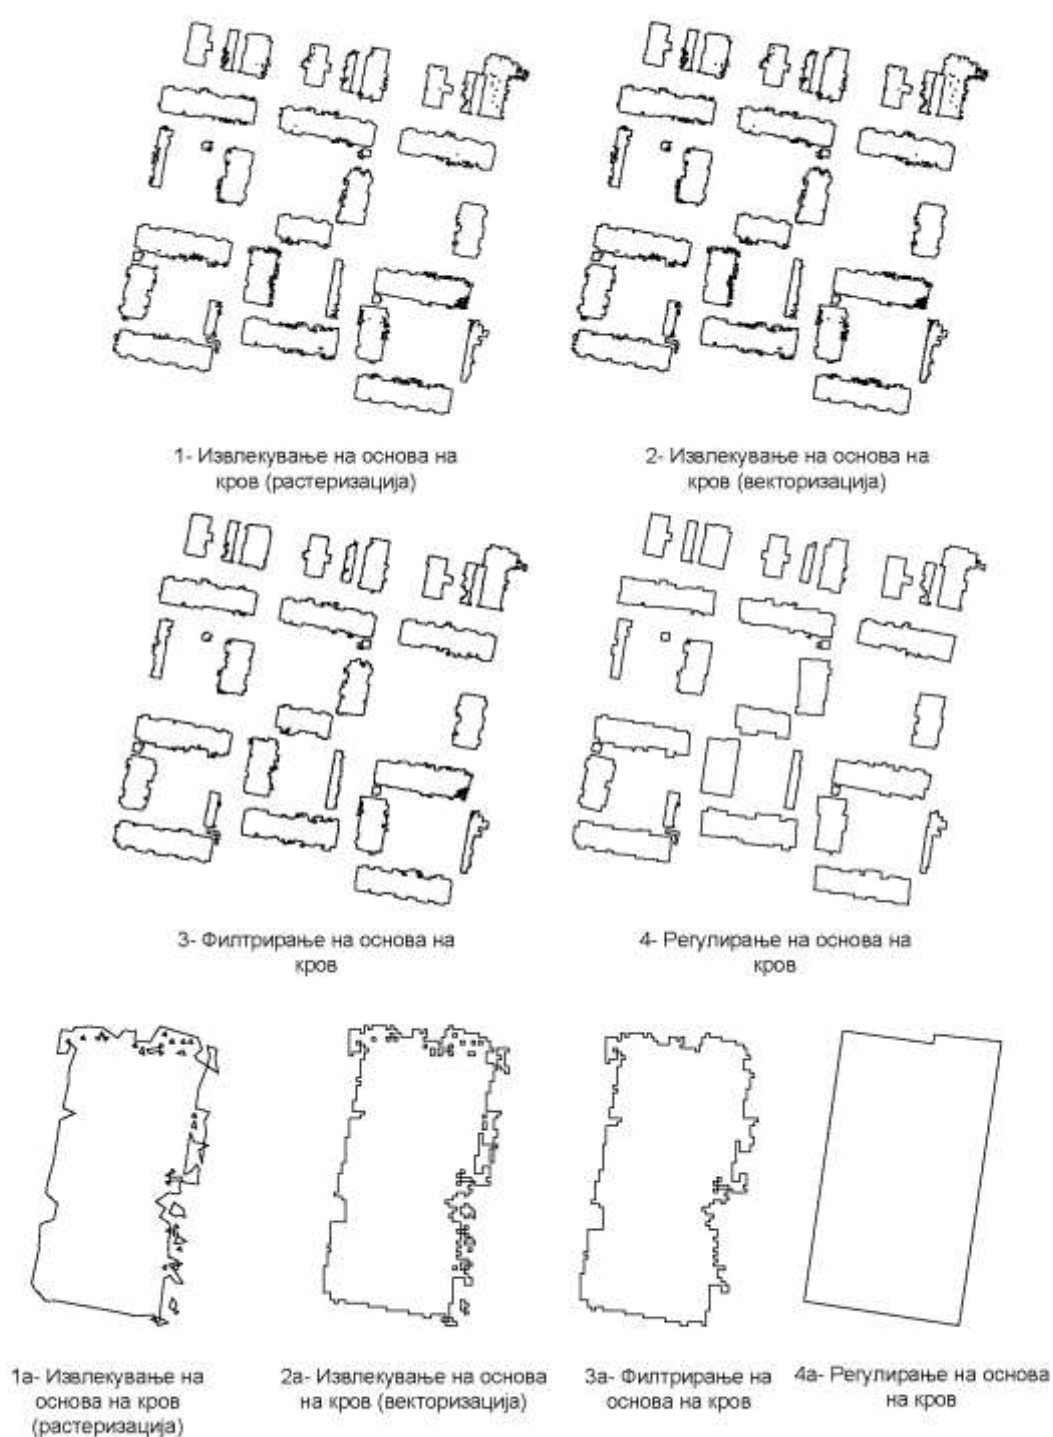 1- Извлекување на основа на
кров (растеризација)
2- Извлекување на основа на
кров (векторизација)
3- Филтрирање на основа на
кров
4- Регулирање на основа на
кров
1а- Извлекување на
основа на кров
(растеризација)
2а- Извлекување на основа
на кров (векторизација)
3а- Филтрирање на
основа на кров
4а- Регулирање на основа
на кров